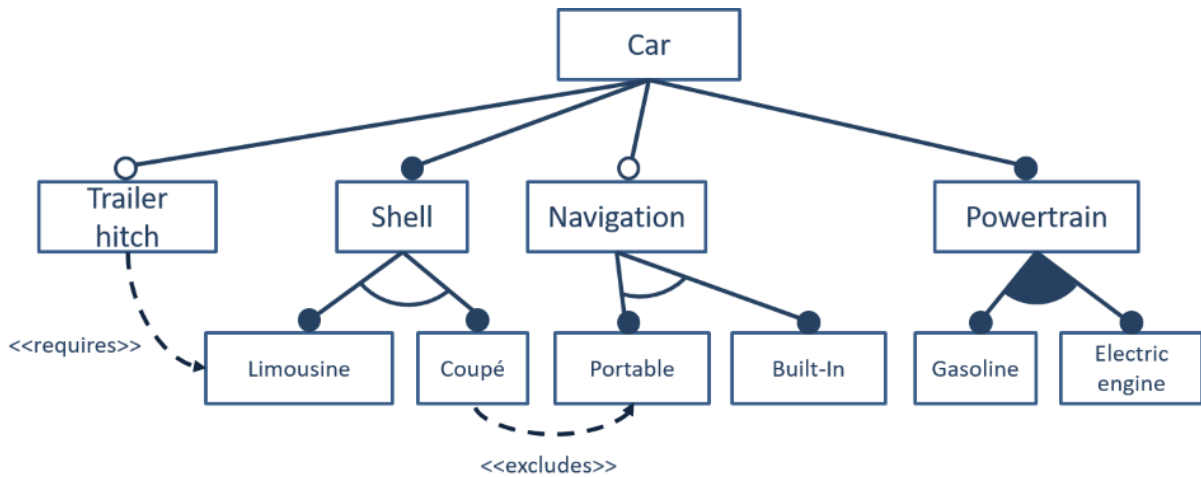 Car
Trailer
hitch
Shell
Navigation
Powertrain
<<requires>>
Limousine
Coupé
Portable
Built-In
Gasoline
Electric
engine
<<excludes>>